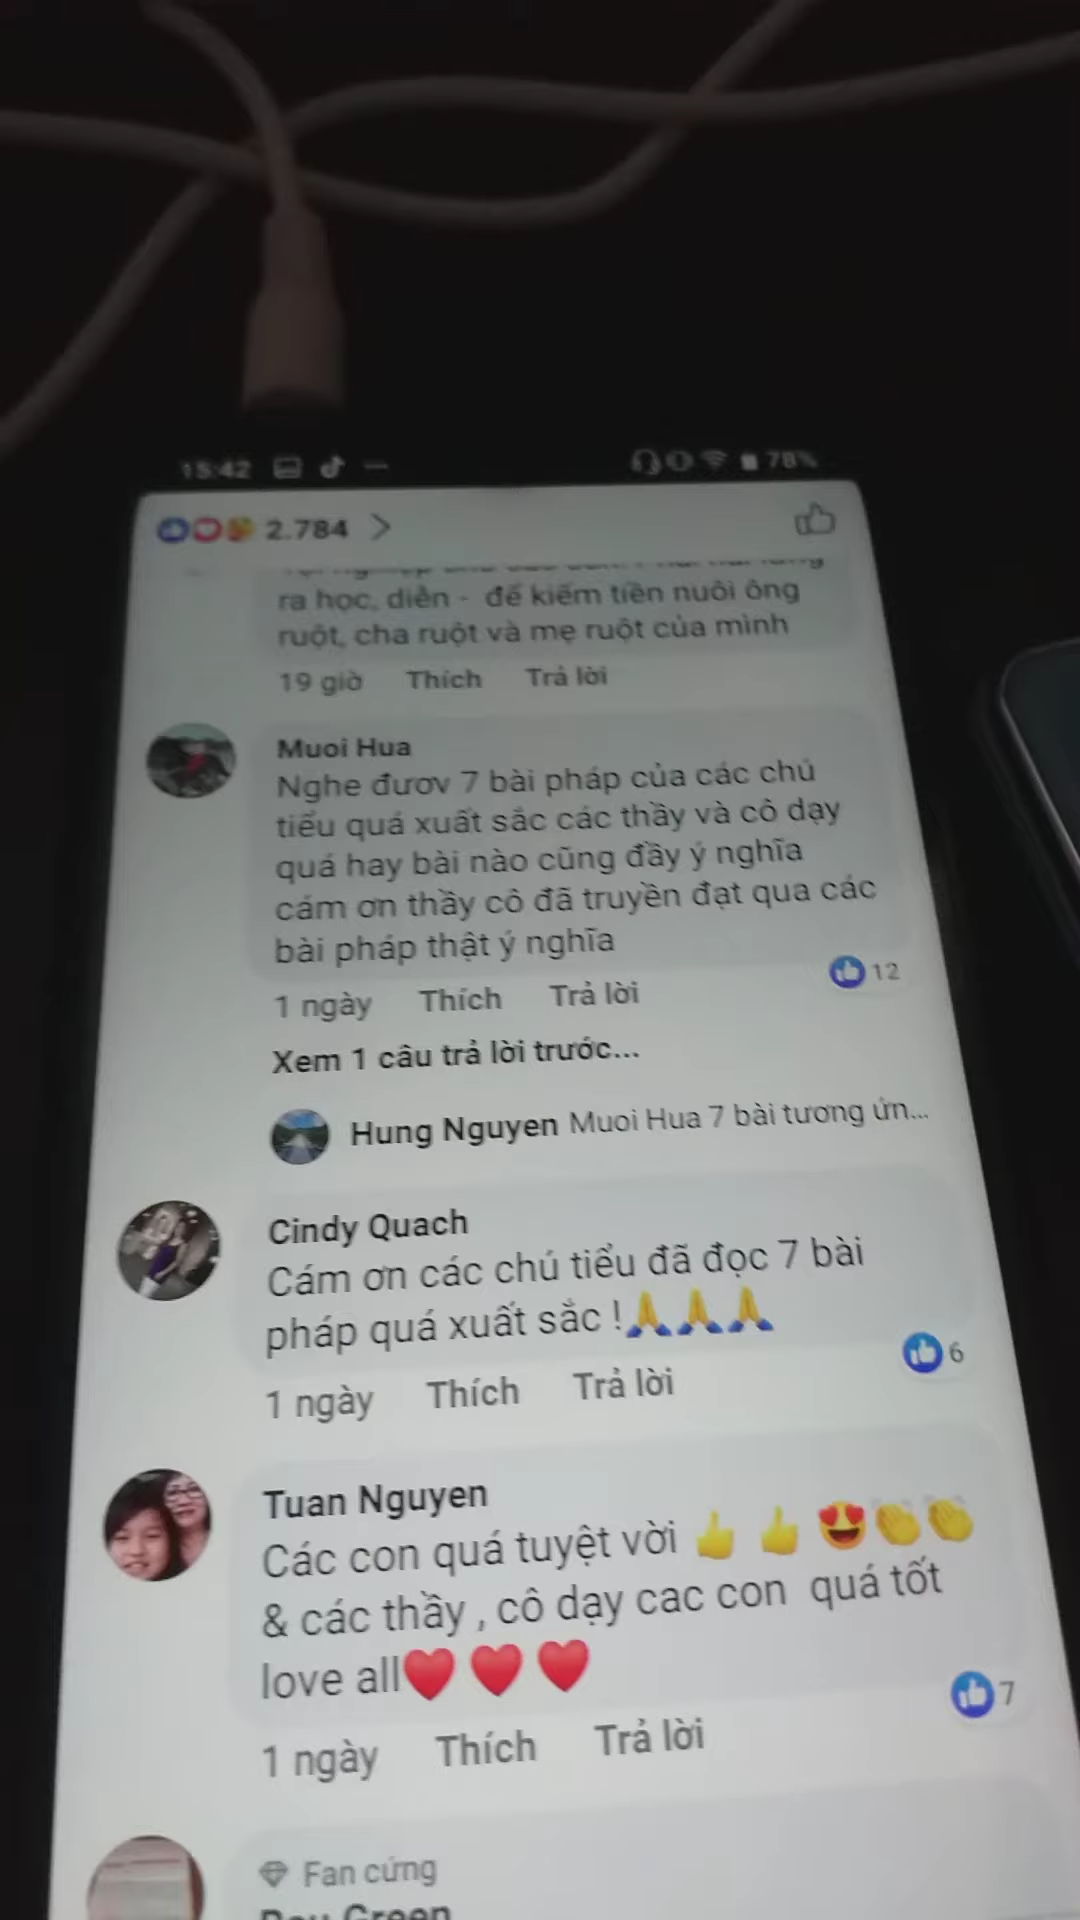 15:42 78%
2.784
ra học, diễn - để kiếm tiền nuôi ông
ruột, cha ruột và mẹ ruột của mình
19 giờ Thích Trả lời
Muoi Hua
Nghe đươv 7 bài pháp của các chú
tiểu quá xuất sắc các thầy và cô dạy
quá hay bài nào cũng đầy ý nghĩa
cám ơn thầy cô đã truyền đạt qua các
bài pháp thật ý nghĩa
12
1 ngày Thích Trả lời
Xem 1 câu trả lời trước...
Hung Nguyen Muoi Hua 7 bài tương ứn...
Cindy Quach
Cám ơn các chú tiểu đã đọc 7 bài
pháp quá xuất sắc !🙏🙏🙏
6
1 ngày Thích Trả lời
Tuan Nguyen
Các con quá tuyệt vời 👍 👍 😍👏👏
& các thầy , cô dạy cac con quá tốt
love all❤️ ❤️ ❤️
7
1 ngày Thích Trả lời
Fan cứng
Green